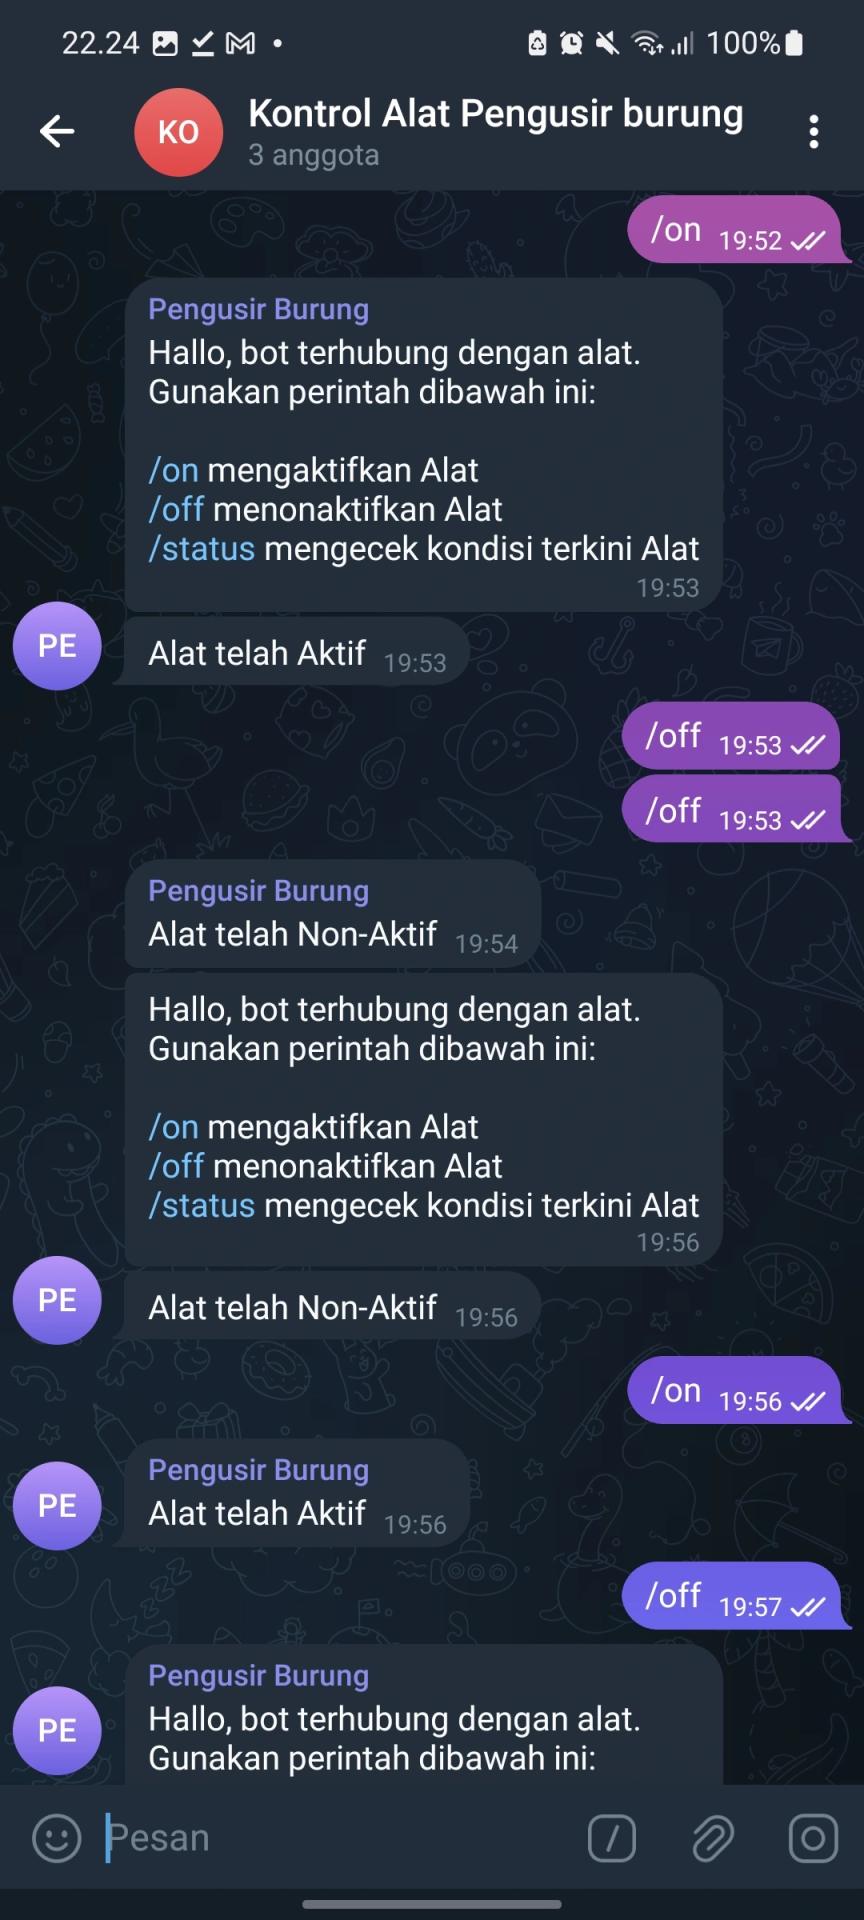 22.24
100%
KO
Kontrol Alat Pengusir burung
3 anggota
/on 19:52
Pengusir Burung
Hallo, bot terhubung dengan alat.
Gunakan perintah dibawah ini:
/on mengaktifkan Alat
/off menonaktifkan Alat
/status mengecek kondisi terkini Alat
19:53
PE
Alat telah Aktif 19:53
/off 19:53
/off 19:53
Pengusir Burung
Alat telah Non-Aktif 19:54
Hallo, bot terhubung dengan alat.
Gunakan perintah dibawah ini:
/on mengaktifkan Alat
/off menonaktifkan Alat
/status mengecek kondisi terkini Alat
19:56
PE
Alat telah Non-Aktif 19:56
/on 19:56
Pengusir Burung
PE
Alat telah Aktif 19:56
/off 19:57
Pengusir Burung
PE
Hallo, bot terhubung dengan alat.
Gunakan perintah dibawah ini:
Pesan